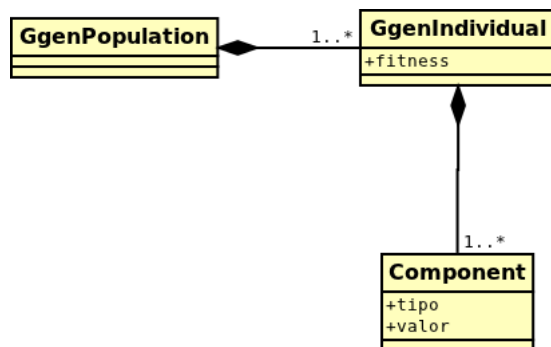 GgenPopulation
1..*
GgenIndividual
+fitness
1..*
Component
+tipo
+valor